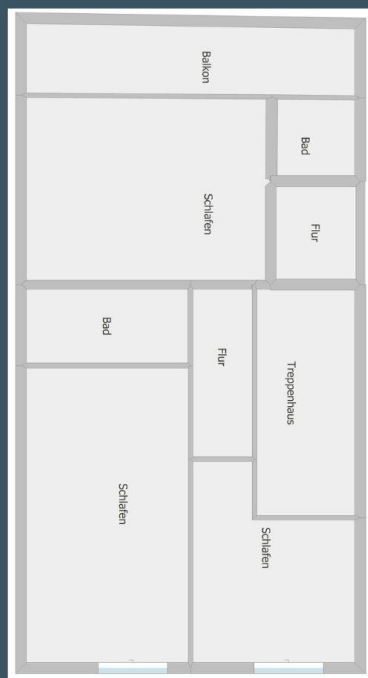 Balkon
Bad
Schlafen
Flur
Bad
Flur
Treppenhaus
Schlafen
Schlafen